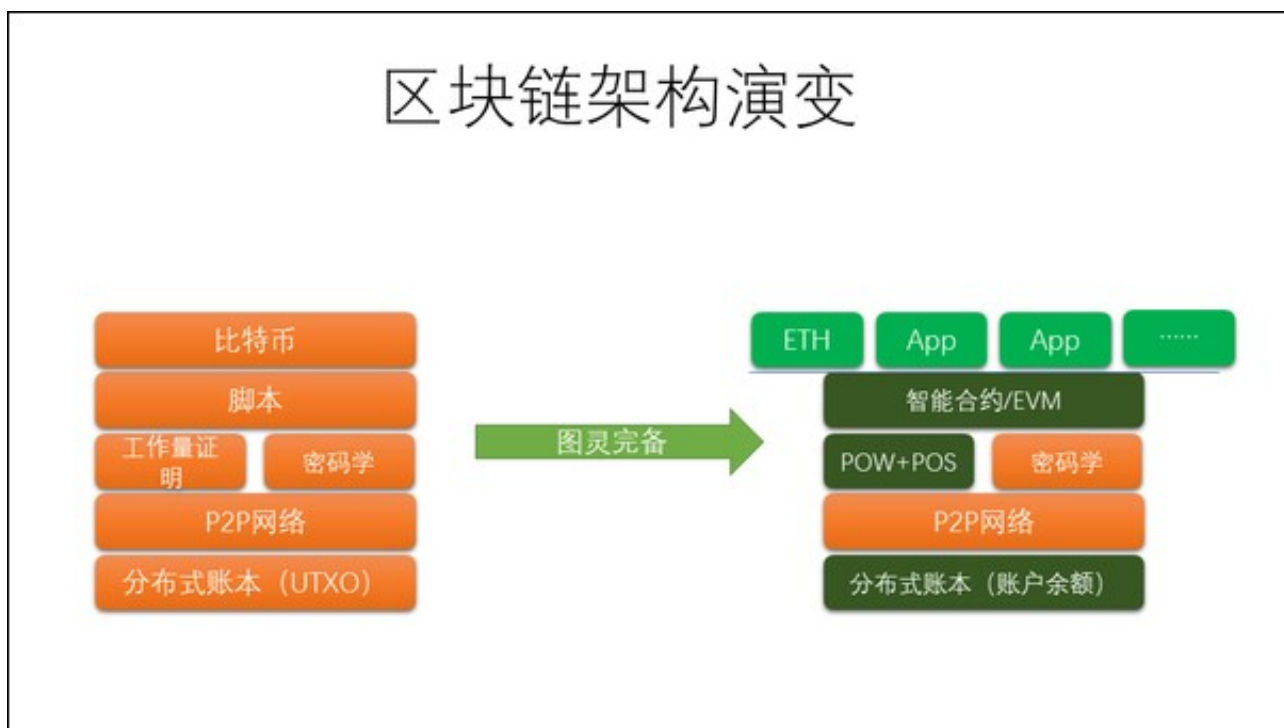 区块链架构演变
比特币
脚本
工作量证
明
密码学
P2P网络
分布式账本（UTXO）
图灵完备
ETH
App
App
……
智能合约/EVM
POW+POS
密码学
P2P网络
分布式账本（账户余额）